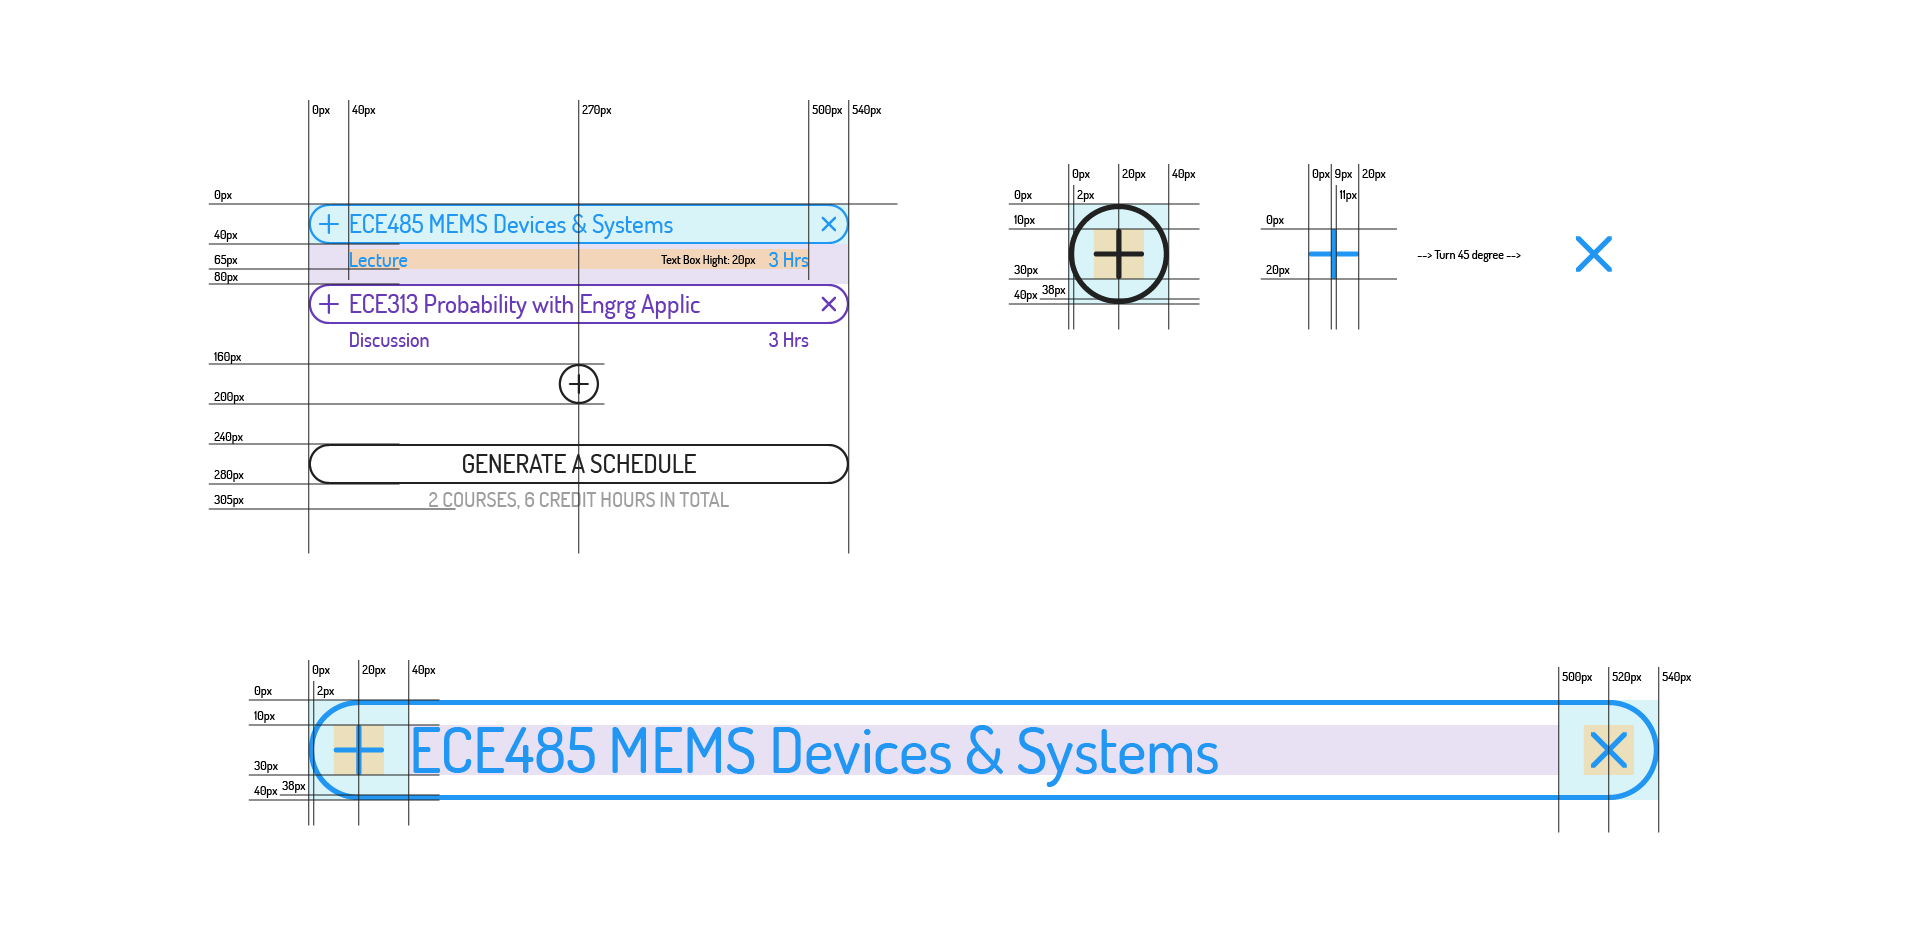 0px 40px 270px 500px 540px
0px
ECE485 MEMS Devices & Systems
40px
Lecture Text Box Hight: 20px 3 Hrs
65px
80px
ECE313 Probability with Engrg Applic
Discussion 3 Hrs
160px
200px
240px
GENERATE A SCHEDULE
280px
2 COURSES, 6 CREDIT HOURS IN TOTAL
305px
0px 20px 40px
0px 2px
10px
30px
40px 38px
0px 9px 20px
11px
0px
20px
--> Turn 45 degree -->
0px 20px 40px
0px 2px
10px
ECE485 MEMS Devices & Systems
30px
40px 38px
500px 520px 540px